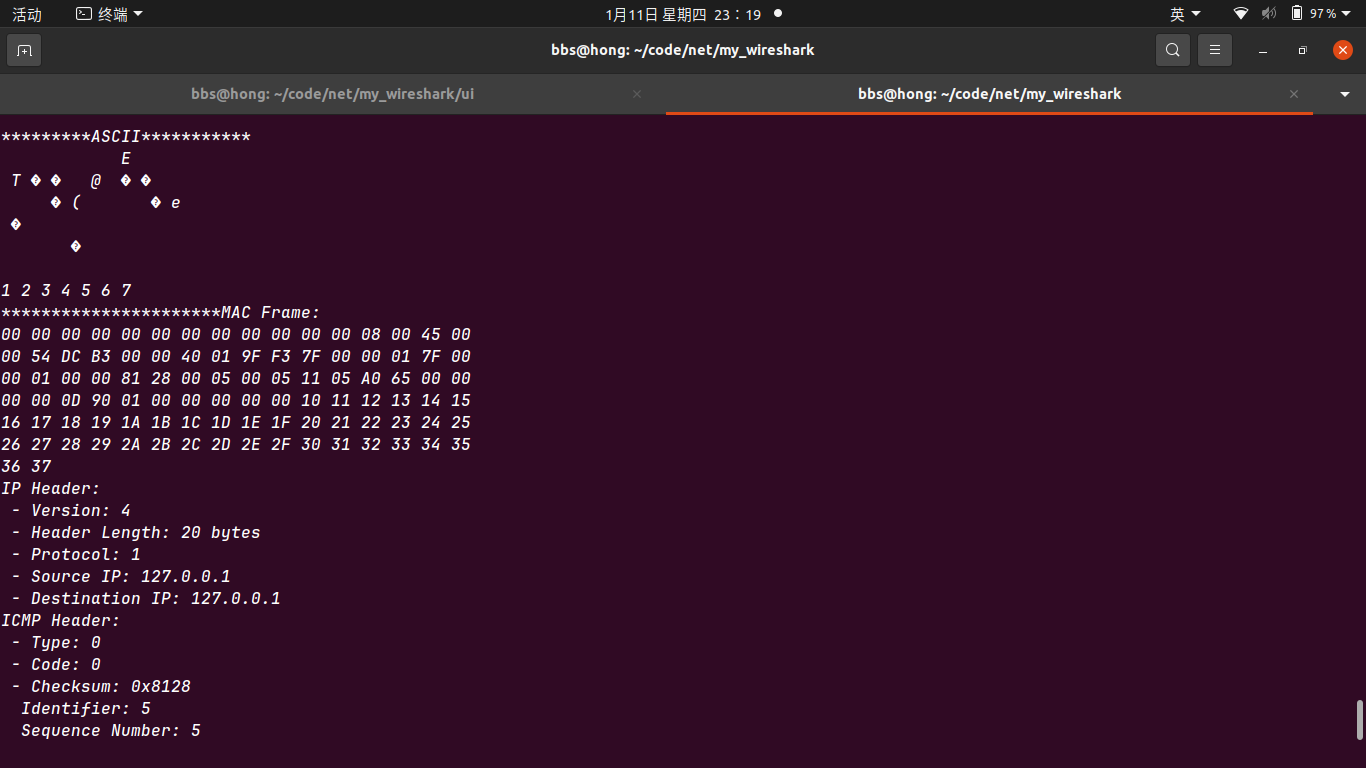 活动 终端 1月11日 星期四 23：19 英 97%
bbs@hong: ~/code/net/my_wireshark
bbs@hong: ~/code/net/my_wireshark/ui bbs@hong: ~/code/net/my_wireshark
*********ASCII***********
E
T � � @ � �
� ( � e
�
�
1 2 3 4 5 6 7
**********************MAC Frame:
00 00 00 00 00 00 00 00 00 00 00 00 08 00 45 00
00 54 DC B3 00 00 40 01 9F F3 7F 00 00 01 7F 00
00 01 00 00 81 28 00 05 00 05 11 05 A0 65 00 00
00 00 0D 90 01 00 00 00 00 00 10 11 12 13 14 15
16 17 18 19 1A 1B 1C 1D 1E 1F 20 21 22 23 24 25
26 27 28 29 2A 2B 2C 2D 2E 2F 30 31 32 33 34 35
36 37
IP Header:
- Version: 4
- Header Length: 20 bytes
- Protocol: 1
- Source IP: 127.0.0.1
- Destination IP: 127.0.0.1
ICMP Header:
- Type: 0
- Code: 0
- Checksum: 0x8128
Identifier: 5
Sequence Number: 5